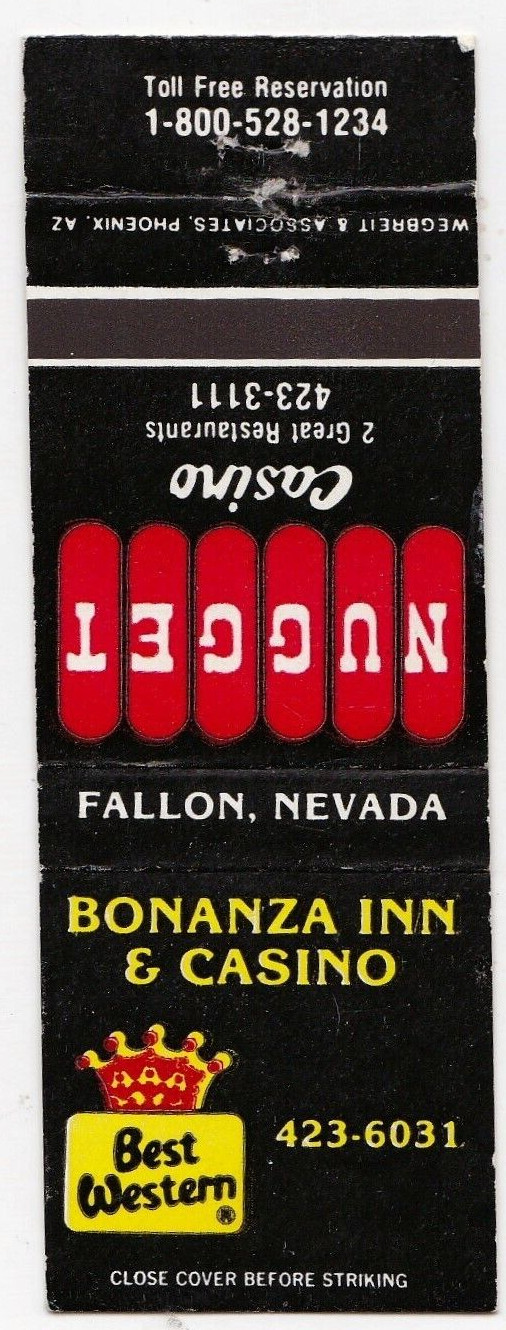 Toll Free Reservation
1-800-528-1234
WEGBREIT & ASSOCIATES, PHOENIX, AZ
NUGGET
Casino
2 Great Restaurants
423-3111
FALLON, NEVADA
BONANZA INN
& CASINO
Best
Western
®
423-6031
CLOSE COVER BEFORE STRIKING